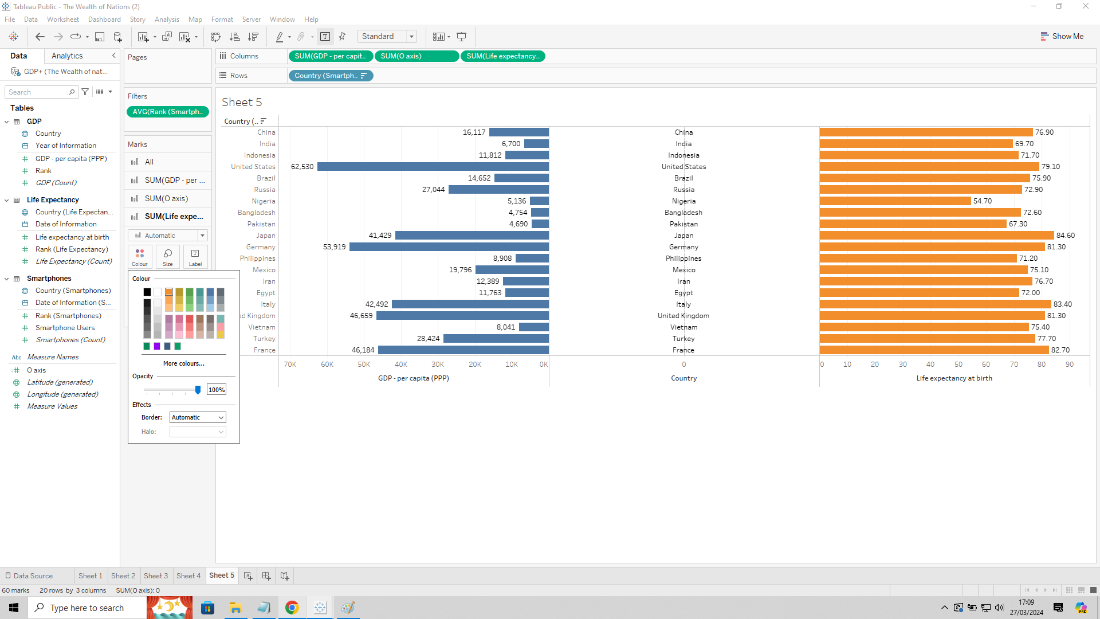 Tableau Public - The Wealth of Nations (2)
File Data Worksheet Dashboard Story Analysis Map Format Server Window Help
Standard
Show Me
Data Analytics
GDP+ (The Wealth of nat...
Search
Tables
GDP
Country
Year of Information
GDP - per capita (PPP)
Rank
GDP (Count)
Life Expectancy
Country (Life Expectan...
Date of Information
Life expectancy at birth
Rank (Life Expectancy)
Life Expectancy (Count)
Smartphones
Country (Smartphones)
Date of Information (S...
Rank (Smartphones)
Smartphone Users
Smartphones (Count)
Abc Measure Names
O axis
Latitude (generated)
Longitude (generated)
Measure Values
Pages
Filters
AVG(Rank (Smartph..
Marks
All
SUM(GDP - per ...
SUM(O axis)
SUM(Life expe...
Automatic
Colour Size Label
Colour
More colours...
Opacity
100%
Effects
Border: Automatic
Halo:
Columns SUM(GDP - per capit.. SUM(O axis) SUM(Life expectancy..
Rows Country (Smartph..
Sheet 5
Country (..
China 16,117 China 76.90
India 6,700 India 69.70
Indonesia 11,812 Indonesia 71.70
United States 62,530 United States 79.10
Brazil 14,652 Brazil 75.90
Russia 27,044 Russia 72.90
Nigeria 5,136 Nigeria 54.70
Bangladesh 4,754 Bangladesh 72.60
Pakistan 4,690 Pakistan 67.30
Japan 41,429 Japan 84.60
Germany 53,919 Germany 81.30
Philippines 8,908 Philippines 71.20
Mexico 19,796 Mexico 75.10
Iran 12,389 Iran 76.70
Egypt 11,763 Egypt 72.00
Italy 42,492 Italy 83.40
ed Kingdom 46,659 United Kingdom 81.30
Vietnam 8,041 Vietnam 75.40
Turkey 28,424 Turkey 77.70
France 46,184 France 82.70
70K 60K 50K 40K 30K 20K 10K 0K 0 0 10 20 30 40 50 60 70 80 90
GDP - per capita (PPP) Country Life expectancy at birth
Data Source Sheet 1 Sheet 2 Sheet 3 Sheet 4 Sheet 5
60 marks 20 rows by 3 columns SUM(O axis): 0
Type here to search
17:09
27/03/2024